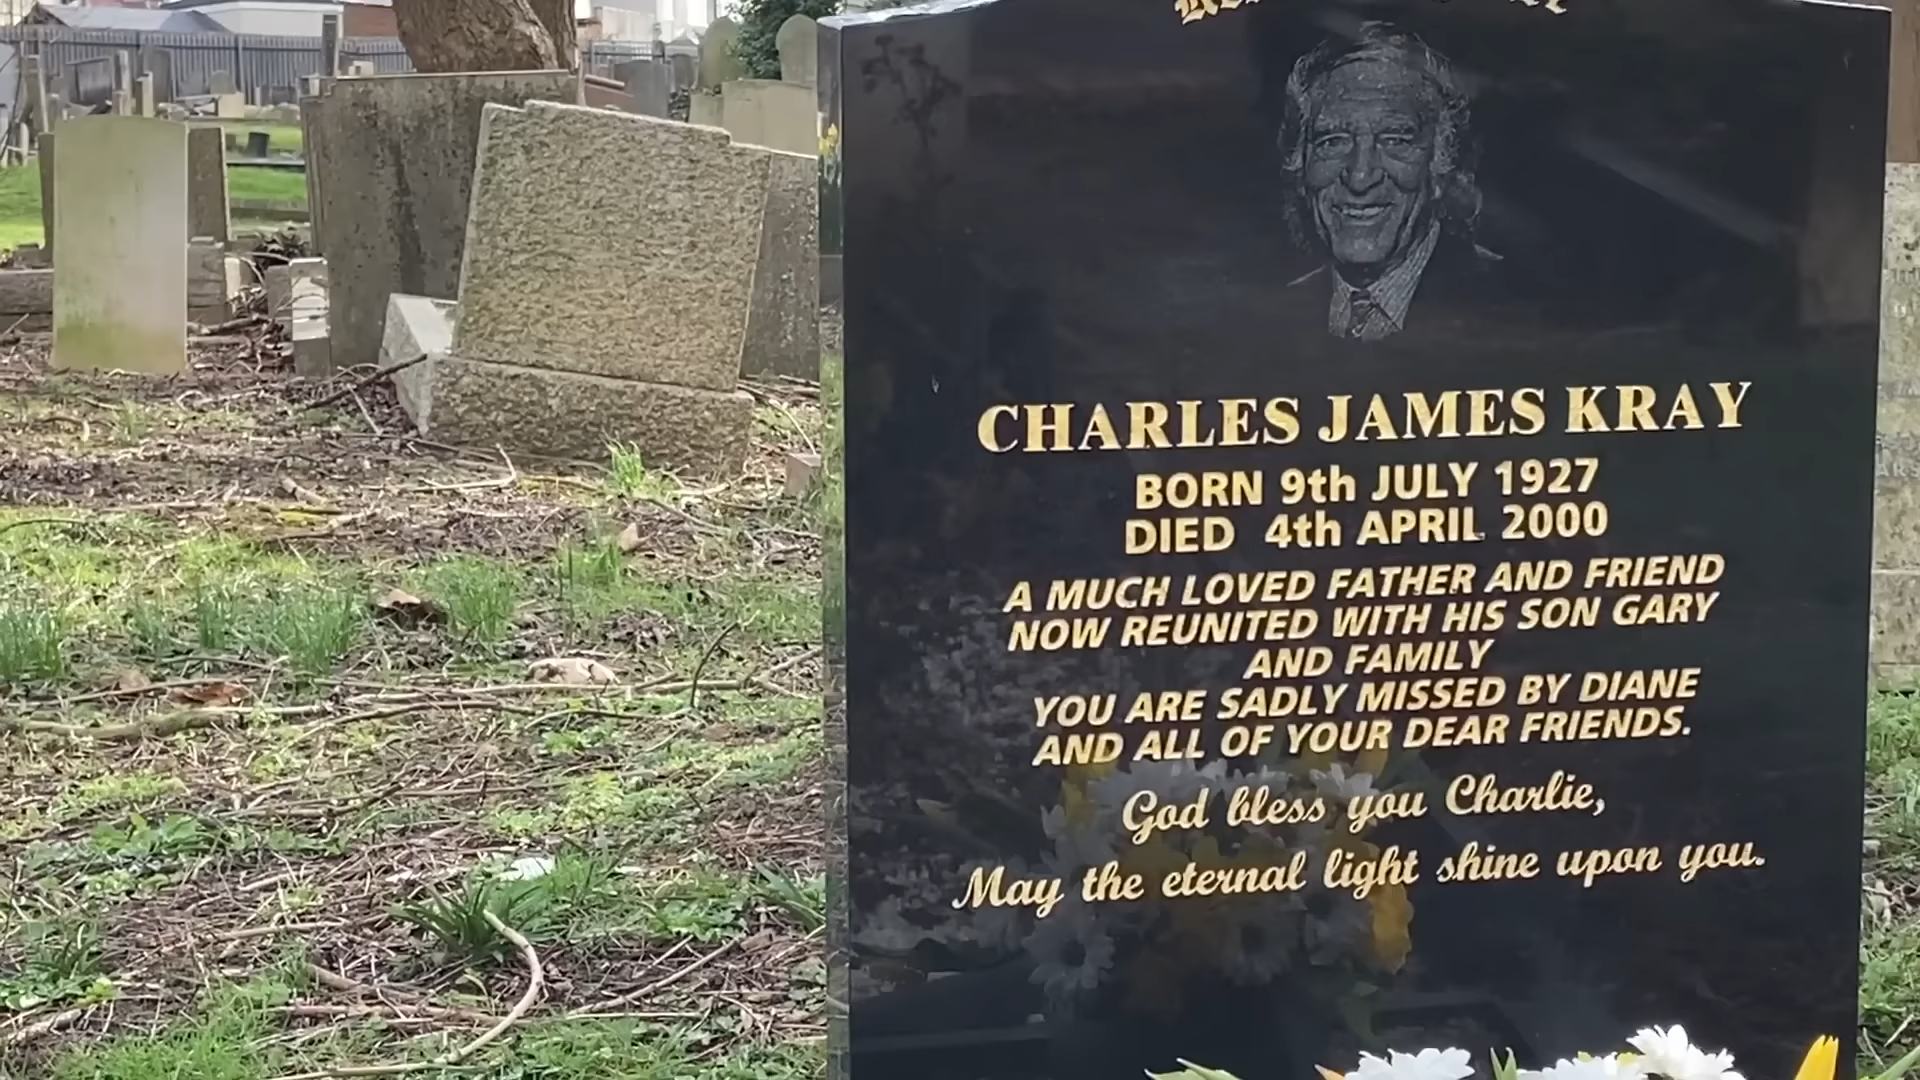 CHARLES JAMES KRAY
BORN 9th JULY 1927
DIED 4th APRIL 2000
A MUCH LOVED FATHER AND FRIEND
NOW REUNITED WITH HIS SON GARY
AND FAMILY
YOU ARE SADLY MISSED BY DIANE
AND ALL OF YOUR DEAR FRIENDS.
God bless you Charlie,
May the eternal light shine upon you.